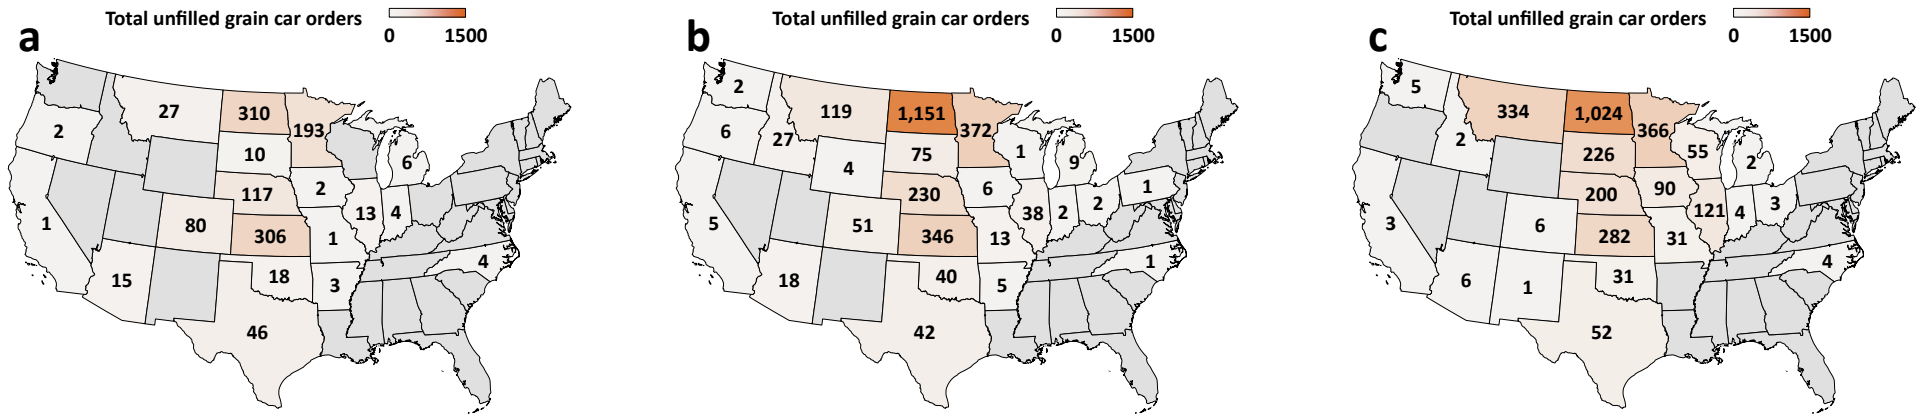 a
Total unfilled grain car orders
0 1500
27 310 193
2 10 6
117 2
1 80 306 13 4
1
15 18 3 4
46
b
Total unfilled grain car orders
0 1500
2 119 1,151 372
6 27 75 1 9
4 230 6 2 1
5 51 346 38 2
13
18 40 5 1
42
c
Total unfilled grain car orders
0 1500
5 334 1,024 366
2 226 55 2
200 90
3 6 282 121 4 3
31
6 1 31 4
52